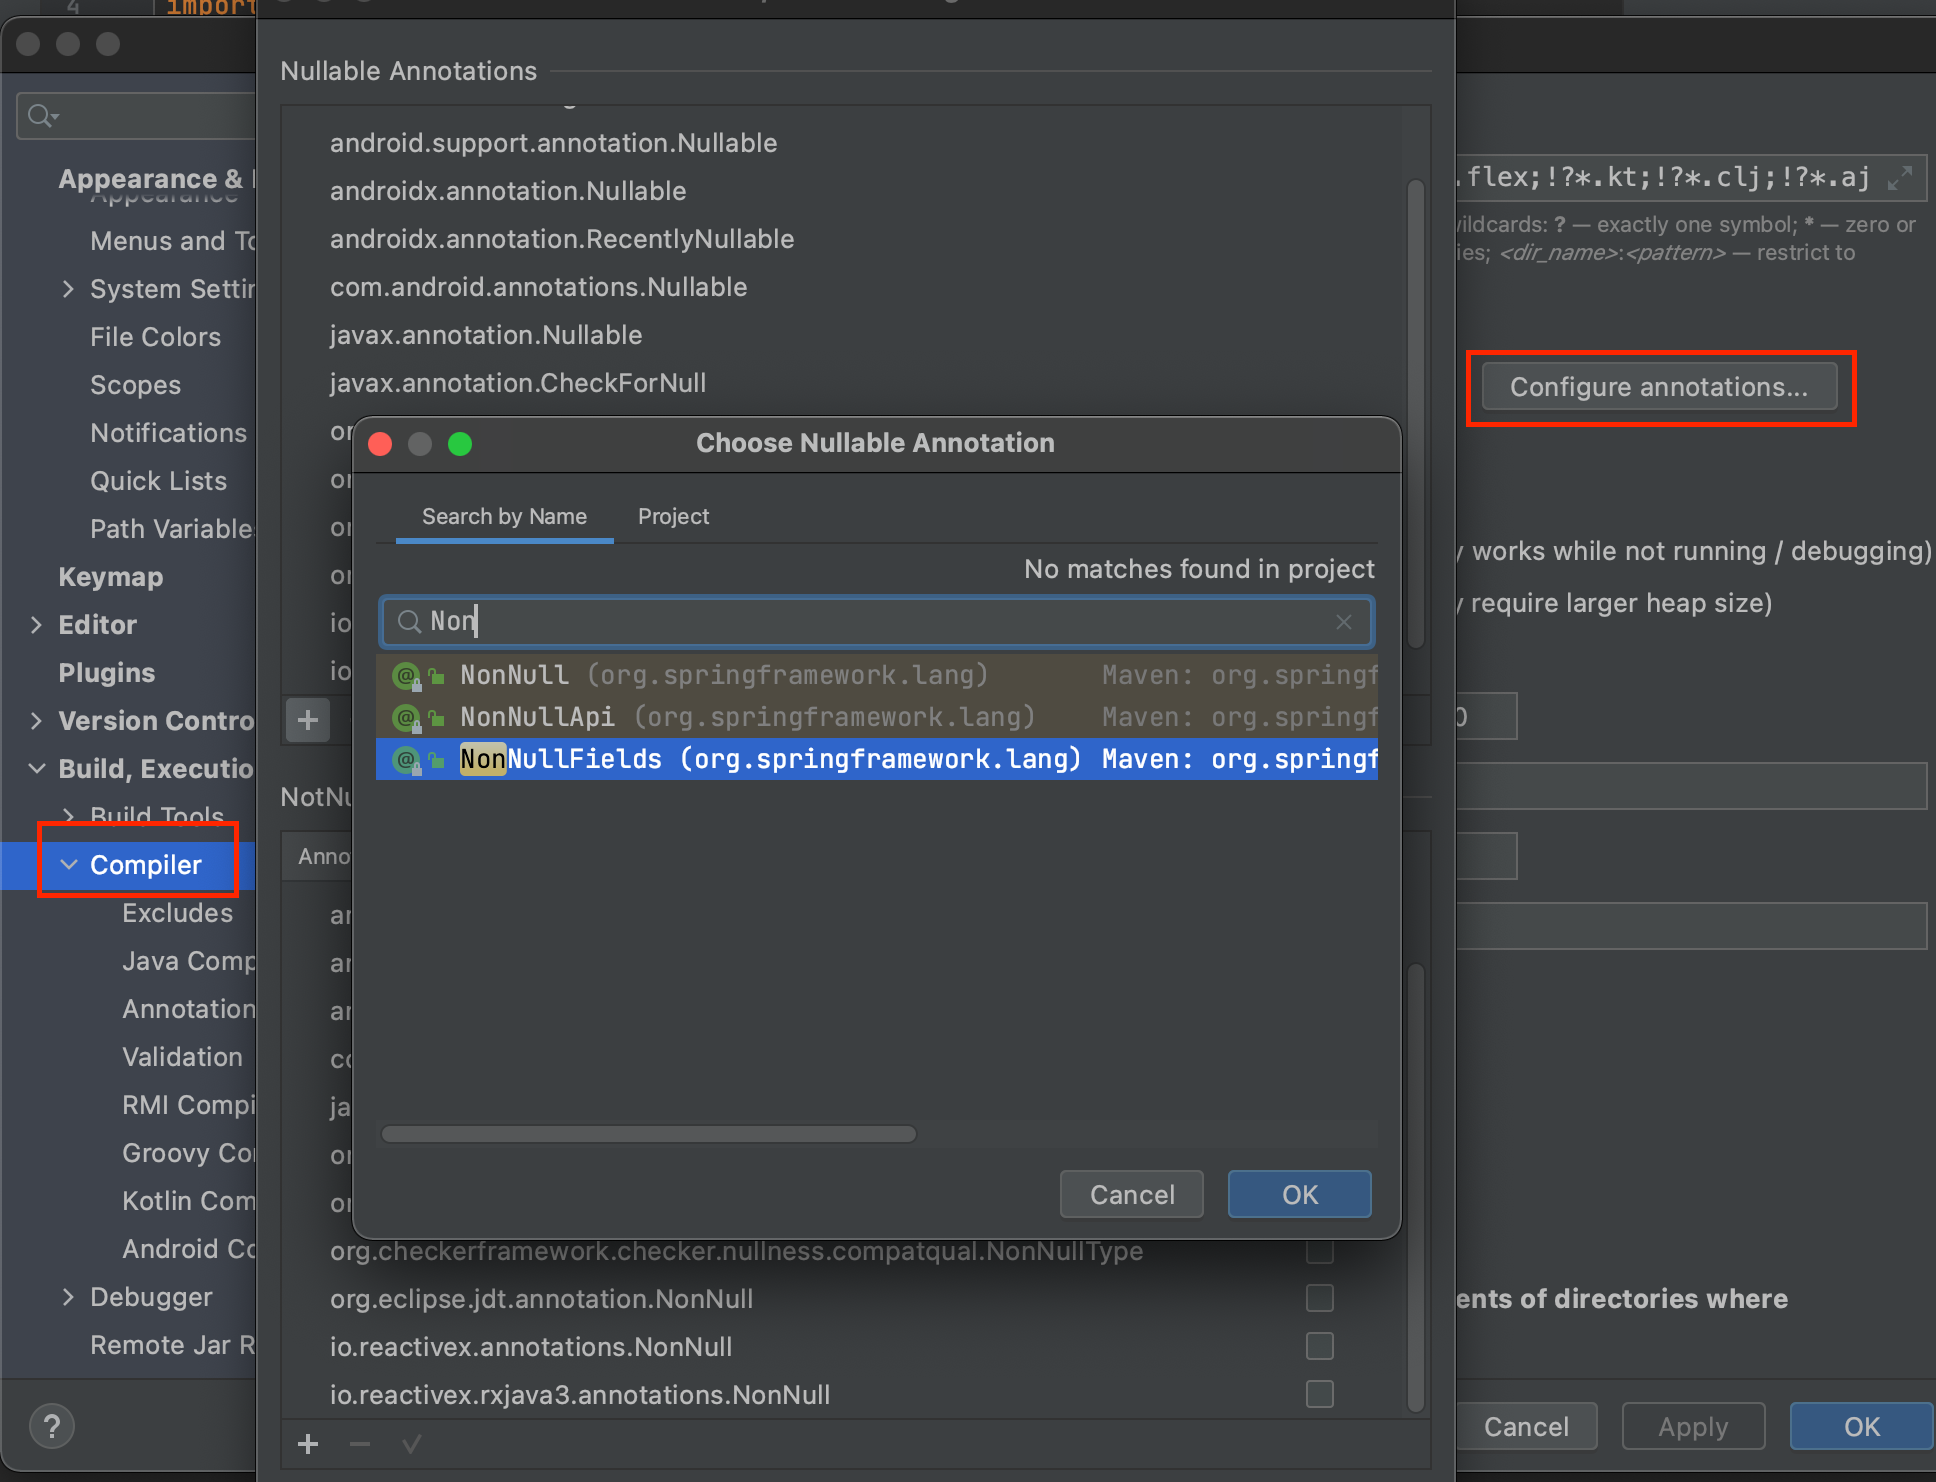 4 import
Appearance &
Appearance
Menus and To
System Settin
File Colors
Scopes
Notifications
Quick Lists
Path Variables
Keymap
Editor
Plugins
Version Contro
Build, Executio
Build Tools
Compiler
Excludes
Java Comp
Annotation
Validation
RMI Compi
Groovy Co
Kotlin Com
Android Co
Debugger
Remote Jar R
?
Nullable Annotations
android.support.annotation.Nullable
androidx.annotation.Nullable
androidx.annotation.RecentlyNullable
com.android.annotations.Nullable
javax.annotation.Nullable
javax.annotation.CheckForNull
or
or
or
or
io
io
Choose Nullable Annotation
Search by Name Project
No matches found in project
Non
NonNull (org.springframework.lang) Maven: org.springf
NonNullApi (org.springframework.lang) Maven: org.springf
NonNullFields (org.springframework.lang) Maven: org.springf
Cancel OK
NotNu
Anno
an
an
an
co
ja
or
or
org.checkerframework.checker.nullness.compatqual.NonNullType
org.eclipse.jdt.annotation.NonNull
io.reactivex.annotations.NonNull
io.reactivex.rxjava3.annotations.NonNull
.flex;!?*.kt;!?*.clj;!?*.aj
wildcards: ? — exactly one symbol; * — zero or
ies; <dir_name>:<pattern> — restrict to
Configure annotations...
y works while not running / debugging)
y require larger heap size)
0
ents of directories where
Cancel Apply OK